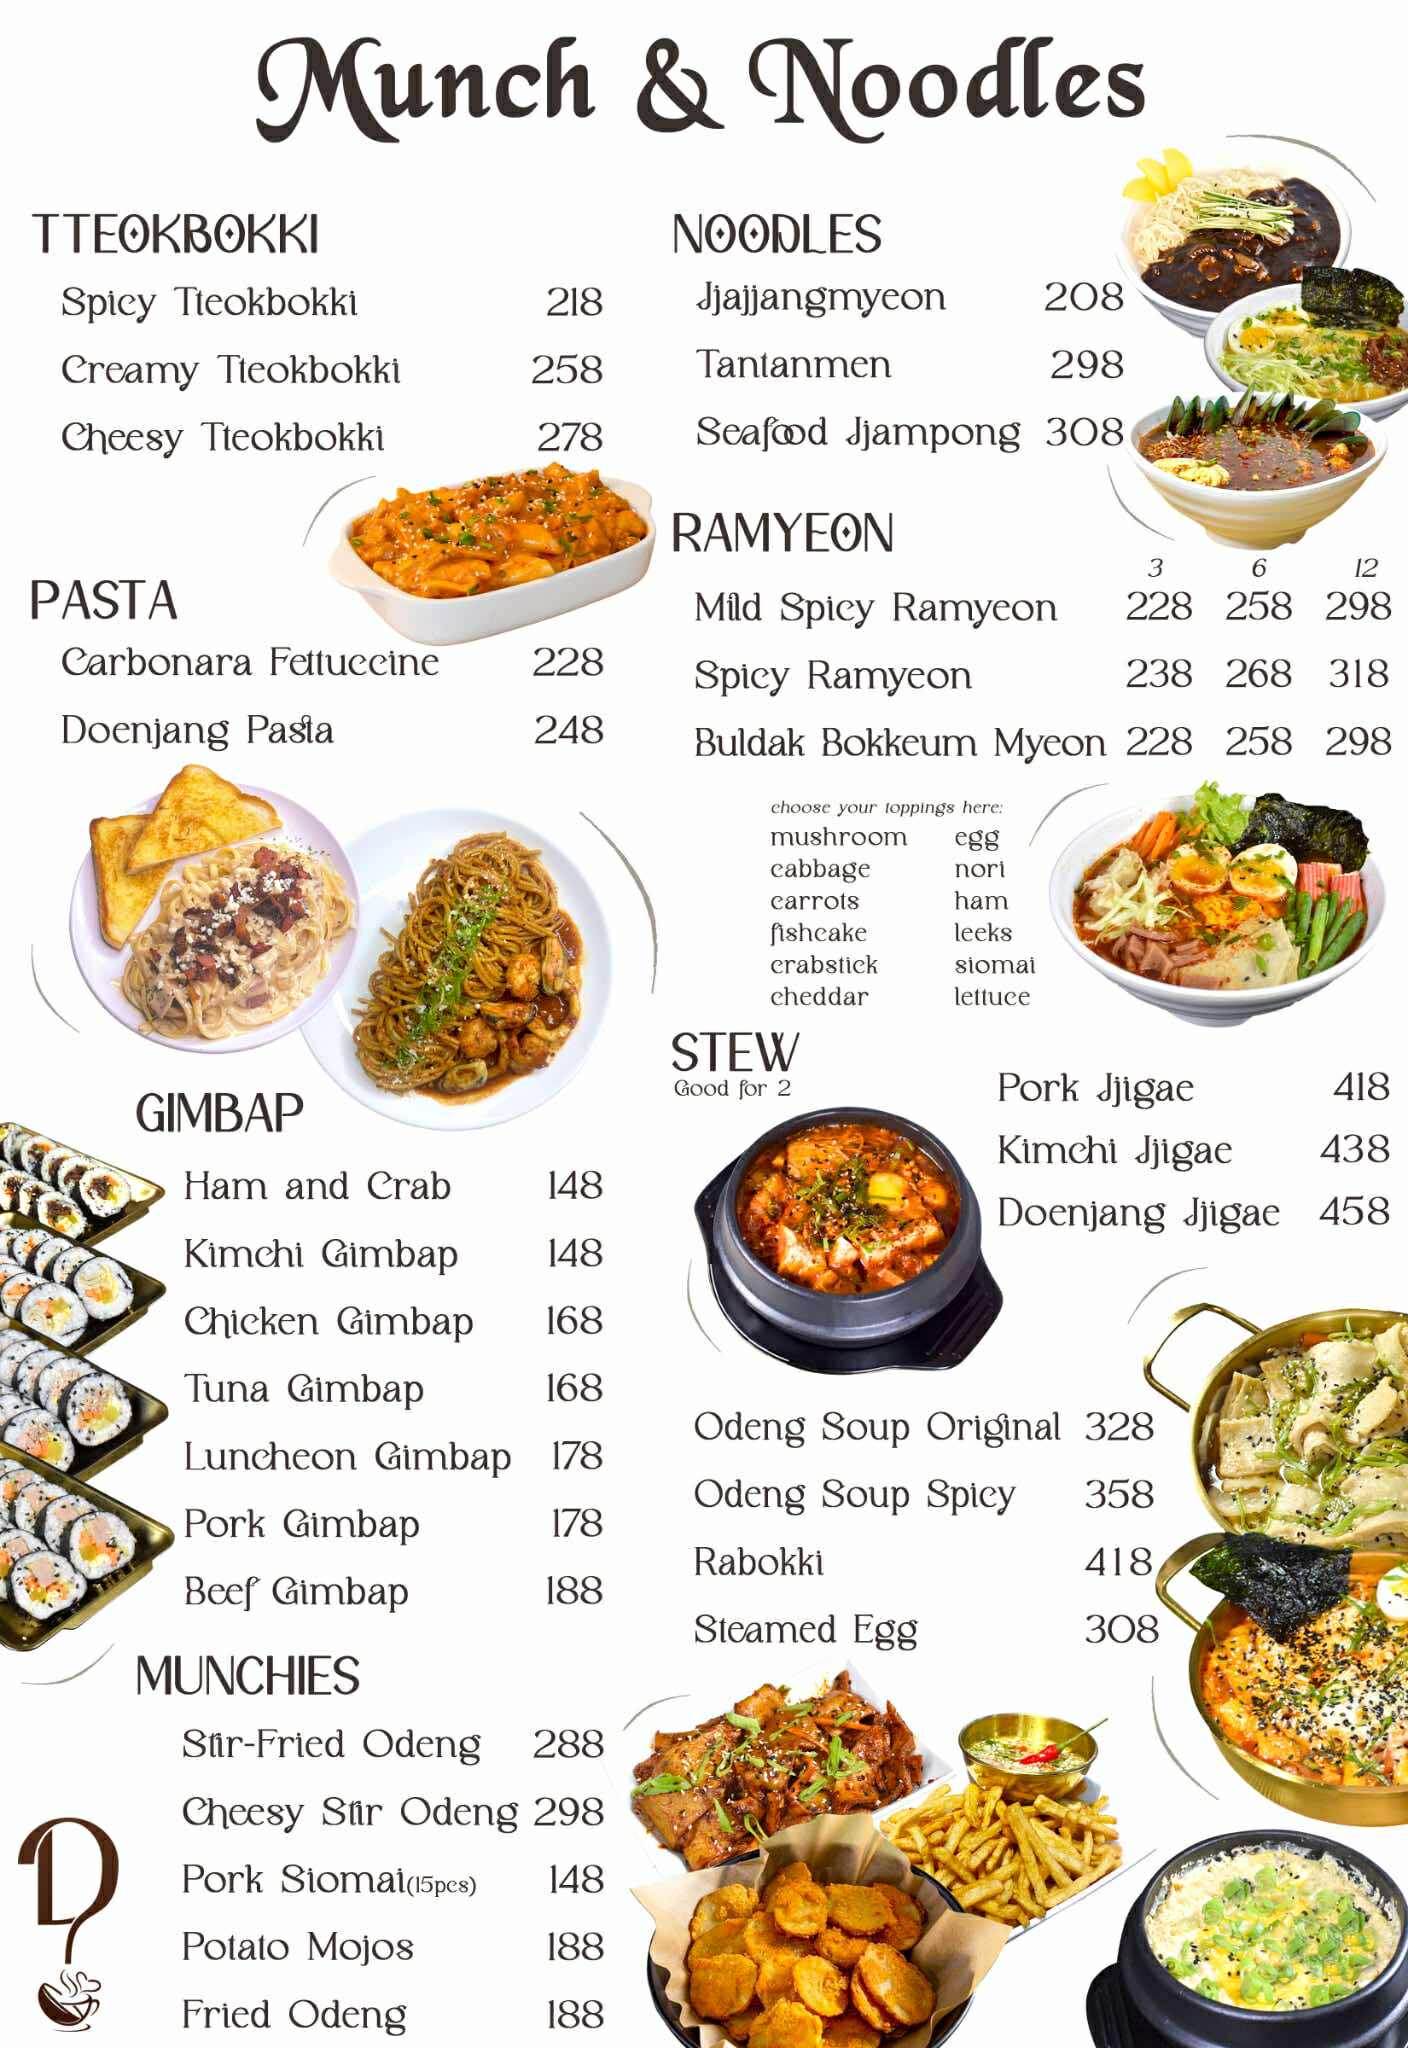 Munch & Noodles
TTEOKBOKKI
Spicy Tteokbokki 218
Creamy Tteokbokki 258
Cheesy Tteokbokki 278
PASTA
Carbonara Fettuccine 228
Doenjang Pasta 248
GIMBAP
Ham and Crab 148
Kimchi Gimbap 148
Chicken Gimbap 168
Tuna Gimbap 168
Luncheon Gimbap 178
Pork Gimbap 178
Beef Gimbap 188
MUNCHIES
Stir-Fried Odeng 288
Cheesy Stir Odeng 298
Pork Siomai(15pcs) 148
Potato Mojos 188
Fried Odeng 188
NOODLES
Jjajjangmyeon 208
Tantanmen 298
Seafood Jjampong 308
RAMYEON
3 6 12
Mild Spicy Ramyeon 228 258 298
Spicy Ramyeon 238 268 318
Buldak Bokkeum Myeon 228 258 298
choose your toppings here:
mushroom egg
cabbage nori
carrots ham
fishcake leeks
crabstick siomai
cheddar lettuce
STEW
Good for 2
Pork Jjigae 418
Kimchi Jjigae 438
Doenjang Jjigae 458
Odeng Soup Original 328
Odeng Soup Spicy 358
Rabokki 418
Steamed Egg 308
D